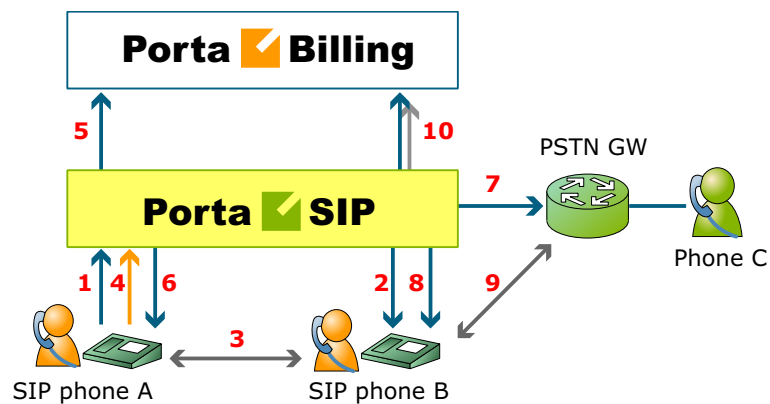 Porta Billing
5
10
PSTN GW
7
Porta SIP
Phone C
1
4
6
2
8
9
3
SIP phone A
SIP phone B